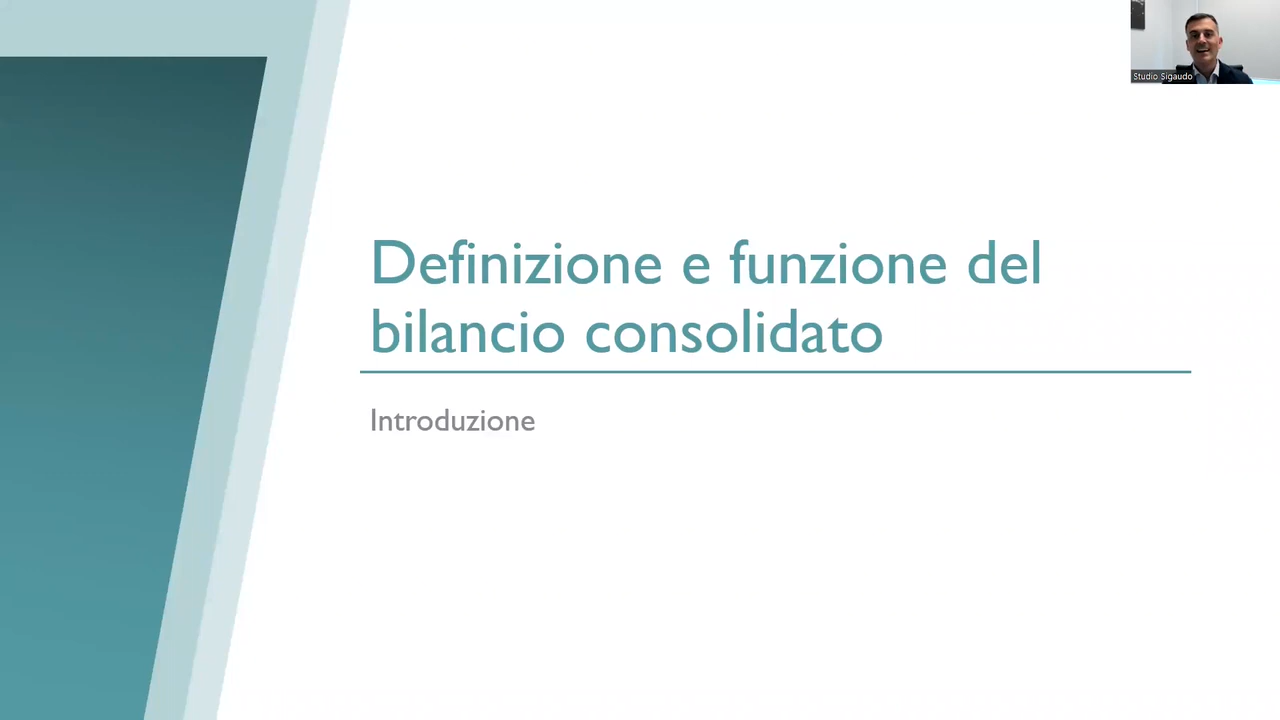 Studio Sigaudo
Definizione e funzione del
bilancio consolidato
Introduzione